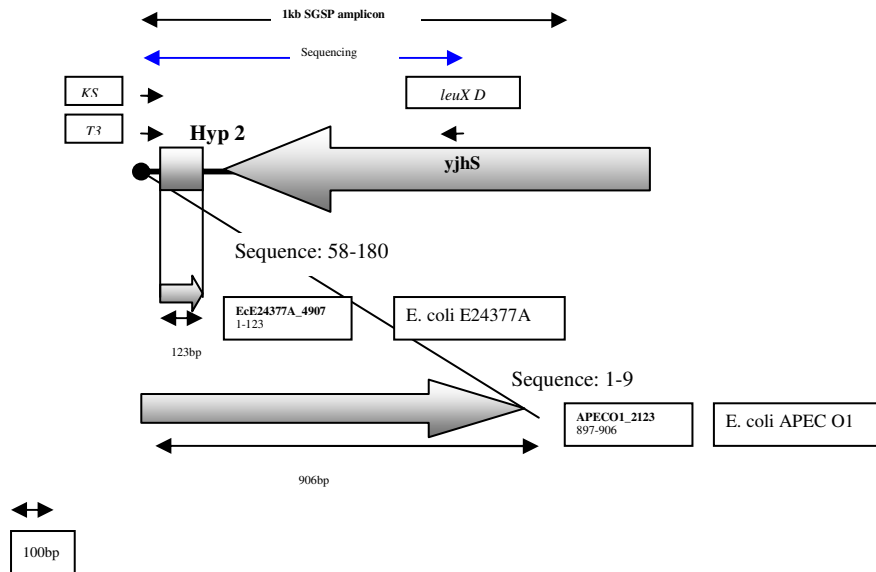 1kb SGSP amplicon
Sequencing
KS
leuX D
T3
Hyp 2
yjhS
Sequence: 58-180
EcE24377A_4907
1-123
E. coli E24377A
123bp
Sequence: 1-9
APECO1_2123
897-906
E. coli APEC O1
906bp
100bp